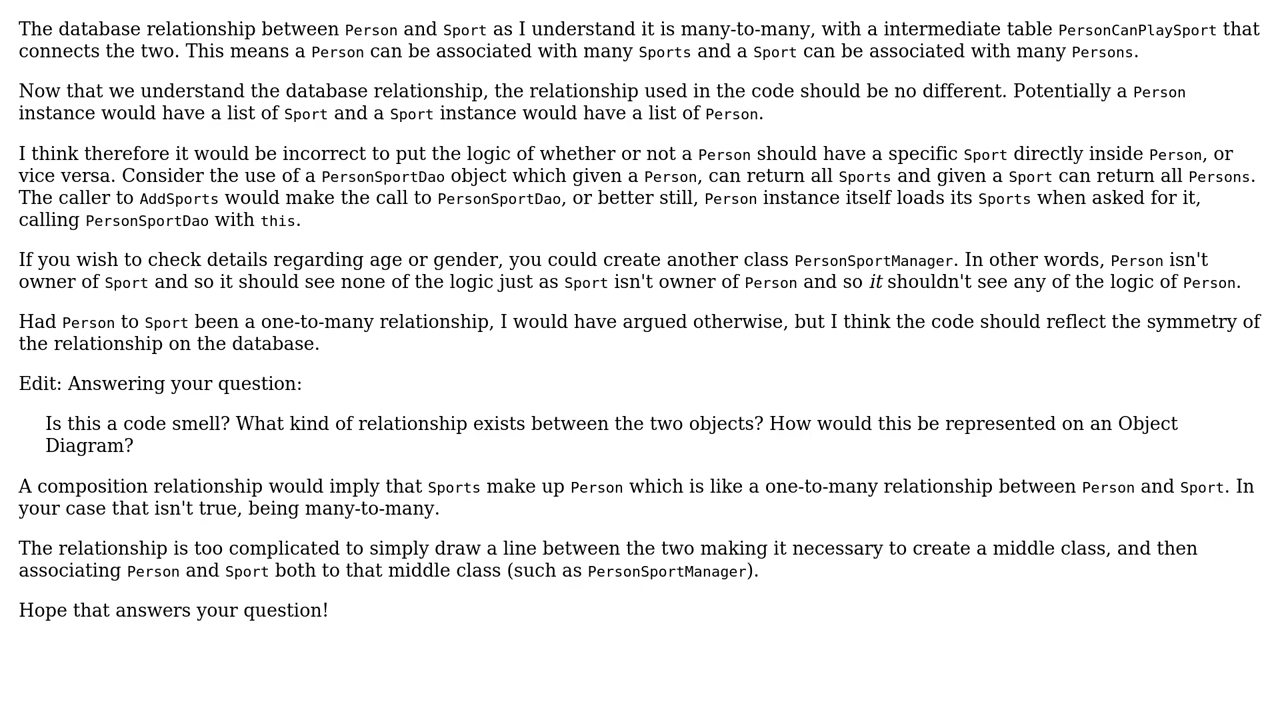 The database relationship between Person and Sport as I understand it is many-to-many, with a intermediate table PersonCanPlaySport that
connects the two. This means a Person can be associated with many Sports and a Sport can be associated with many Persons.
Now that we understand the database relationship, the relationship used in the code should be no different. Potentially a Person
instance would have a list of Sport and a Sport instance would have a list of Person.
I think therefore it would be incorrect to put the logic of whether or not a Person should have a specific Sport directly inside Person, or
vice versa. Consider the use of a PersonSportDao object which given a Person, can return all Sports and given a Sport can return all Persons.
The caller to AddSports would make the call to PersonSportDao, or better still, Person instance itself loads its Sports when asked for it,
calling PersonSportDao with this.
If you wish to check details regarding age or gender, you could create another class PersonSportManager. In other words, Person isn't
owner of Sport and so it should see none of the logic just as Sport isn't owner of Person and so it shouldn't see any of the logic of Person.
Had Person to Sport been a one-to-many relationship, I would have argued otherwise, but I think the code should reflect the symmetry of
the relationship on the database.
Edit: Answering your question:
Is this a code smell? What kind of relationship exists between the two objects? How would this be represented on an Object
Diagram?
A composition relationship would imply that Sports make up Person which is like a one-to-many relationship between Person and Sport. In
your case that isn't true, being many-to-many.
The relationship is too complicated to simply draw a line between the two making it necessary to create a middle class, and then
associating Person and Sport both to that middle class (such as PersonSportManager).
Hope that answers your question!